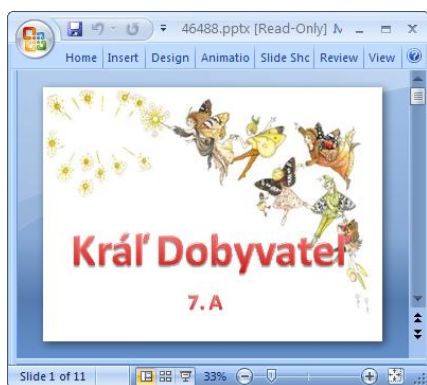 46488.pptx [Read-Only]
Home Insert Design Animatio Slide Shc Review View
Kráľ Dobyvateľ
7. A
Slide 1 of 11 33%